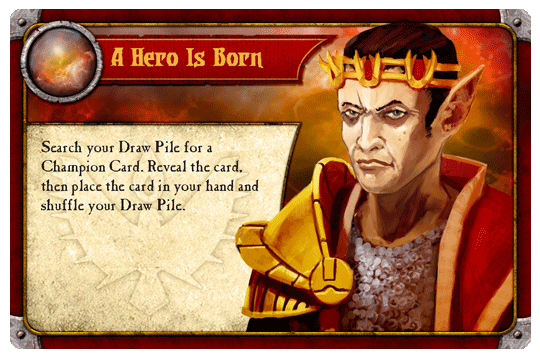 A Hero Is Born
Search your Draw Pile for a
Champion Card. Reveal the card,
then place the card in your hand and
shuffle your Draw Pile.